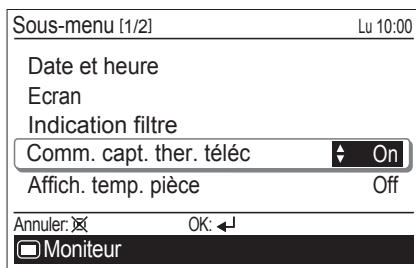 Sous-menu [1/2] Lu 10:00
Date et heure
Ecran
Indication filtre
Comm. capt. ther. téléc On
Affich. temp. pièce Off
Annuler: OK:
Moniteur